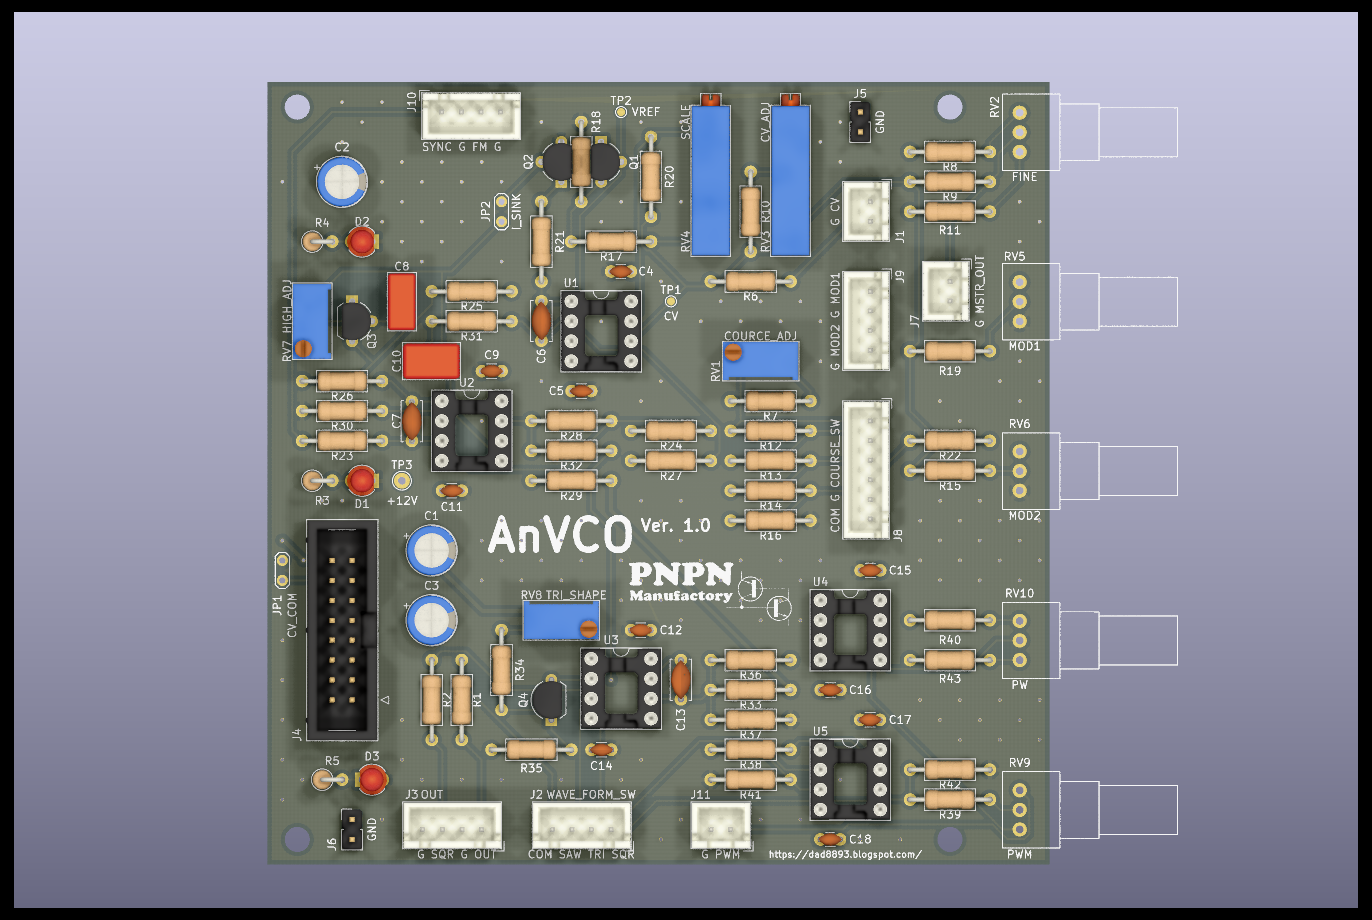 J10
SYNC G FM G
TP2
VREF
R18
Q2
Q1
R20
SCALE
RV4
CV_ADJ
RV3
R10
J5
GND
RV2
FINE
R8
R9
R11
C2
R4
D2
JP2
I_SINK
R21
R17
C4
G CV
J1
R6
TP1
CV
U1
C8
RV7 HIGH_ADJ
Q3
R25
R31
C6
C10
C9
C5
U2
J9
G MOD2 G MOD1
J7
G MSTR_OUT
RV5
MOD1
R19
COURCE_ADJ
RV1
R26
R30
R23
C7
R28
R32
R29
R24
R27
R7
R12
R13
R14
R16
COM G COURSE_SW
J8
RV6
MOD2
R22
R15
R3
D1
TP3
+12V
C11
C1
C3
AnVCO Ver. 1.0
PNPN
Manufactory
JP1
CV_COM
J4
RV8 TRI_SHAPE
C12
U3
R34
Q4
C13
R2
R1
R35
C14
C15
U4
C16
C17
U5
C18
RV10
PW
R40
R43
R36
R33
R37
R38
R41
RV9
PWM
R42
R39
R5
D3
J6
GND
J3 OUT
G SQR G OUT
J2 WAVE_FORM_SW
COM SAW TRI SQR
J11
G PWM
https://dad8893.blogspot.com/